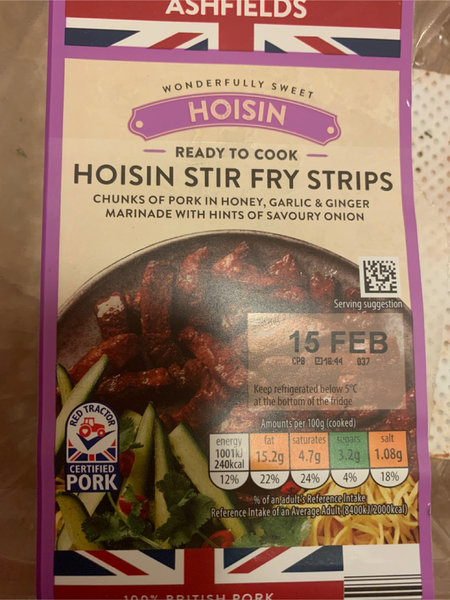 ASHFIELDS
WONDERFULLY SWEET
HOISIN
READY TO COOK
HOISIN STIR FRY STRIPS
CHUNKS OF PORK IN HONEY, GARLIC & GINGER
MARINADE WITH HINTS OF SAVOURY ONION
Serving suggestion
15 FEB
CP8 18:44 037
Keep refrigerated below 5°C
at the bottom of the fridge
RED TRACTOR
CERTIFIED
PORK
Amounts per 100g (cooked)
energy fat saturates sugars salt
1001kJ 15.2g 4.7g 3.2g 1.08g
240kcal
12% 22% 24% 4% 18%
% of an adult's Reference Intake
Reference Intake of an Average Adult (8400kJ/2000kcal)
100% BRITISH PORK